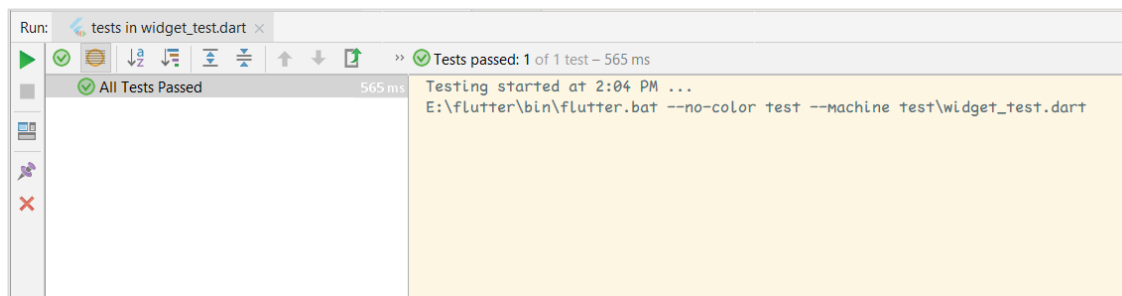 Run: tests in widget_test.dart
Tests passed: 1 of 1 test – 565 ms
All Tests Passed 565 ms
Testing started at 2:04 PM ...
E:\flutter\bin\flutter.bat --no-color test --machine test\widget_test.dart